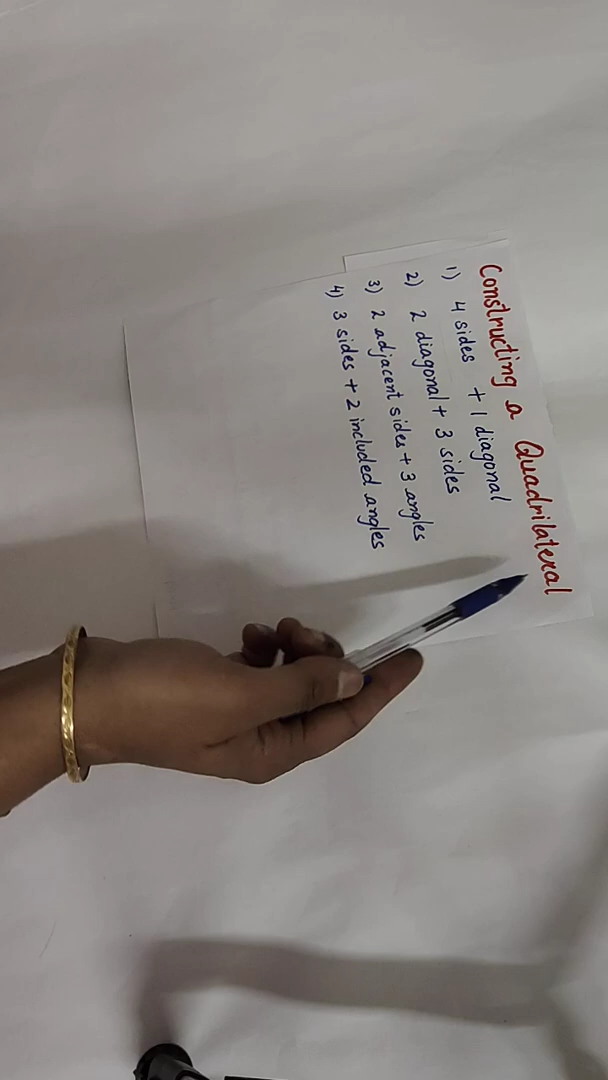 Constructing a Quadrilateral
1) 4 sides + 1 diagonal
2) 2 diagonal + 3 sides
3) 2 adjacent sides + 3 angles
4) 3 sides + 2 included angles